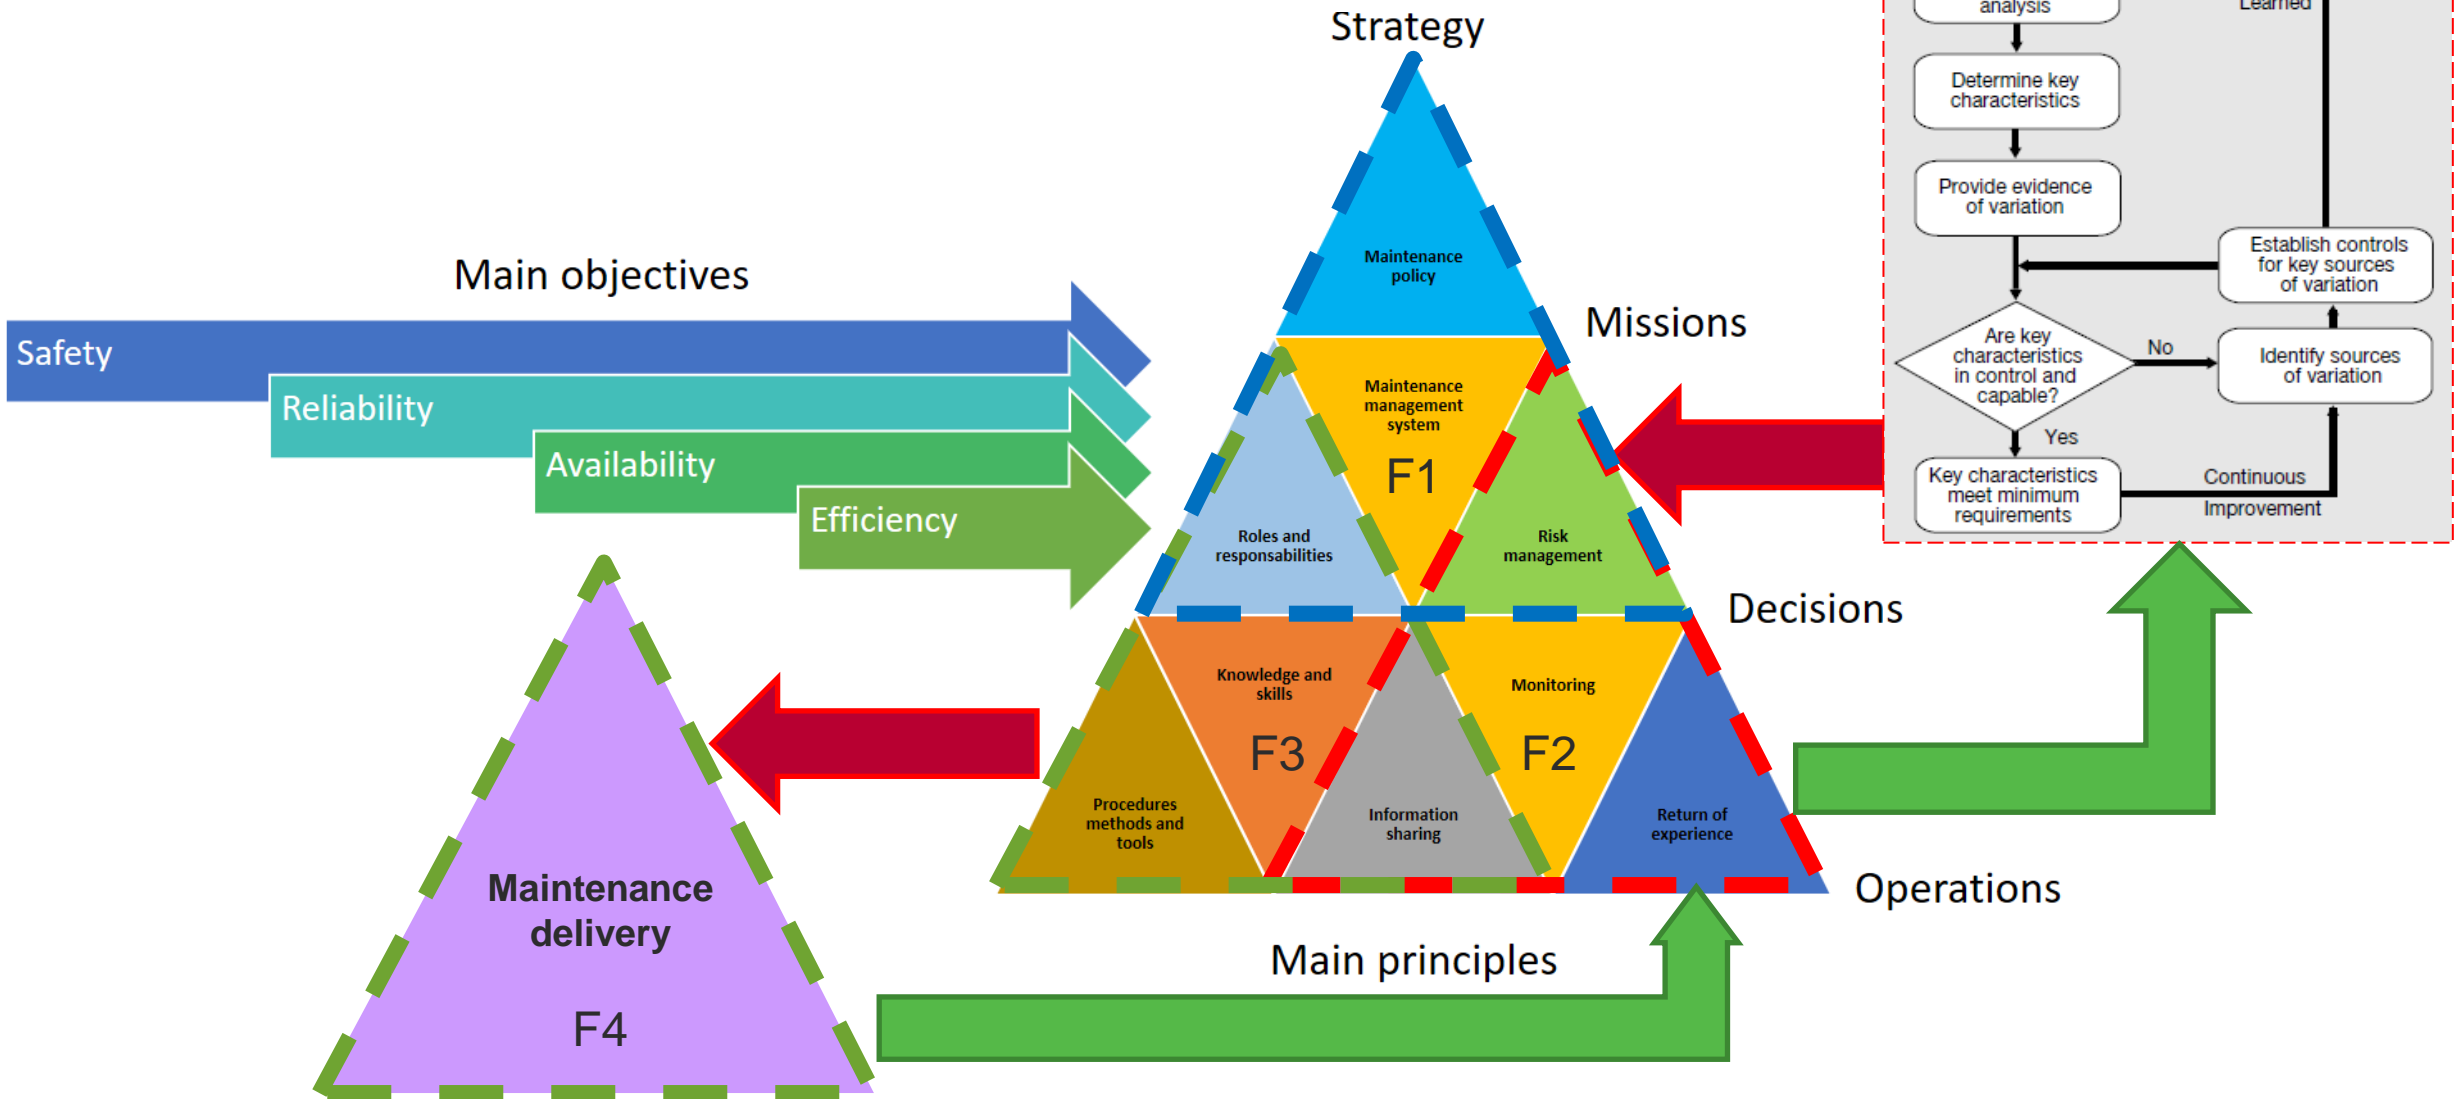 Strategy
Main objectives
Safety
Reliability
Availability
Efficiency
Maintenance
policy
Missions
Maintenance
management
system
F1
Roles and
responsabilities
Risk
management
Decisions
Knowledge and
skills
F3
Monitoring
F2
Procedures
methods and
tools
Information
sharing
Return of
experience
Operations
Main principles
Maintenance
delivery
F4
analysis
Learned
Determine key
characteristics
Provide evidence
of variation
Establish controls
for key sources
of variation
Are key
characteristics
in control and
capable?
No
Identify sources
of variation
Yes
Key characteristics
meet minimum
requirements
Continuous
Improvement